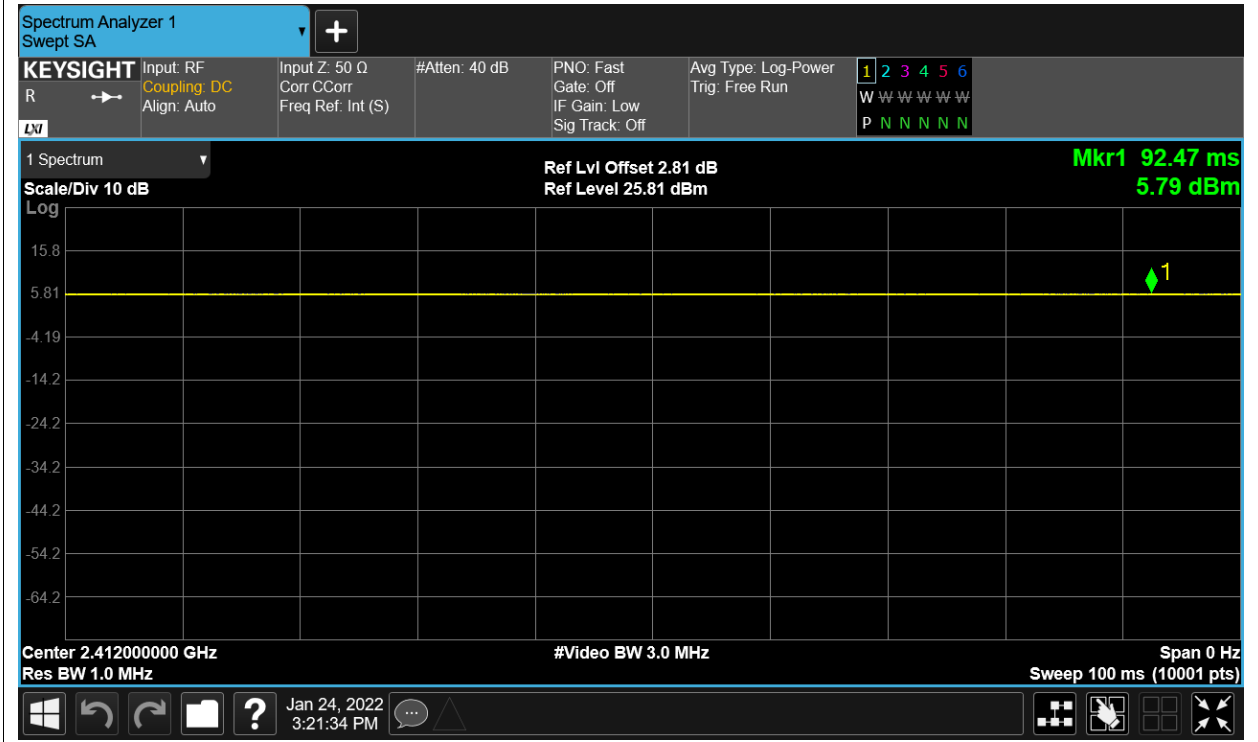 Spectrum Analyzer 1
Swept SA
+
KEYSIGHT
R
LXI
Input: RF
Coupling: DC
Align: Auto
Input Z: 50 Ω
Corr CCorr
Freq Ref: Int (S)
#Atten: 40 dB
PNO: Fast
Gate: Off
IF Gain: Low
Sig Track: Off
Avg Type: Log-Power
Trig: Free Run
1 2 3 4 5 6
W W W W W W
P N N N N N
1 Spectrum
Scale/Div 10 dB
Log
Ref Lvl Offset 2.81 dB
Ref Level 25.81 dBm
Mkr1 92.47 ms
5.79 dBm
15.8
5.81
-4.19
-14.2
-24.2
-34.2
-44.2
-54.2
-64.2
1
Center 2.412000000 GHz
Res BW 1.0 MHz
#Video BW 3.0 MHz
Span 0 Hz
Sweep 100 ms (10001 pts)
?
Jan 24, 2022
3:21:34 PM